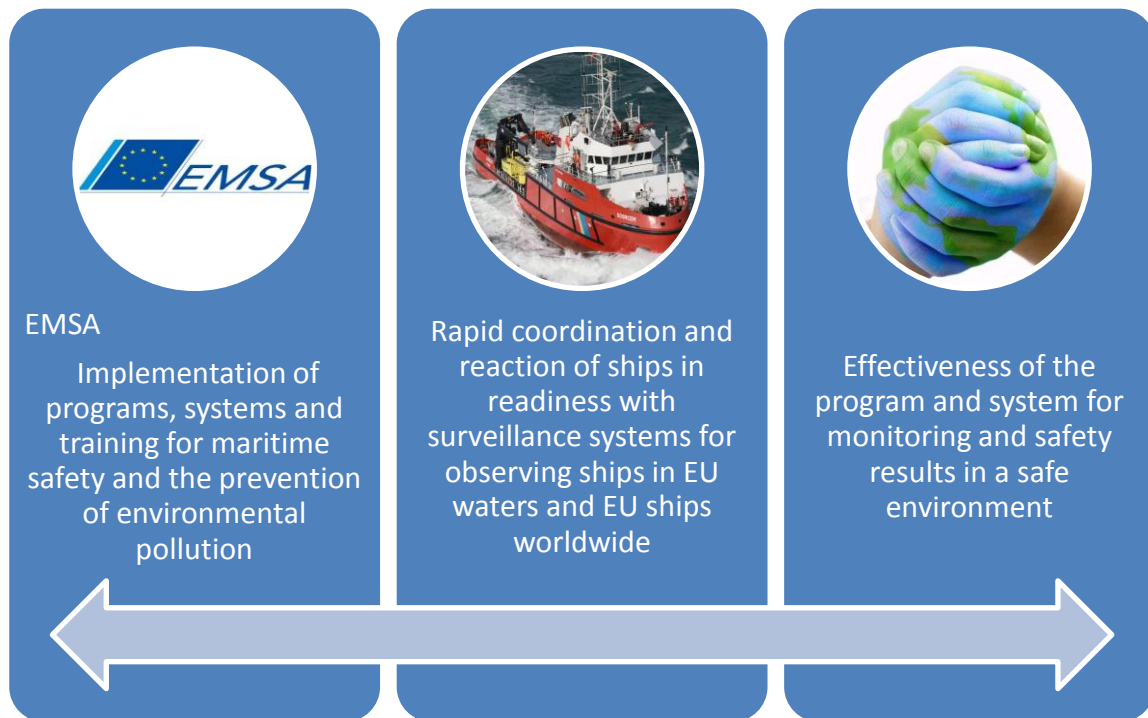 EMSA
EMSA
Implementation of
programs, systems and
training for maritime
safety and the prevention
of environmental
pollution
Rapid coordination and
reaction of ships in
readiness with
surveillance systems for
observing ships in EU
waters and EU ships
worldwide
Effectiveness of the
program and system for
monitoring and safety
results in a safe
environment